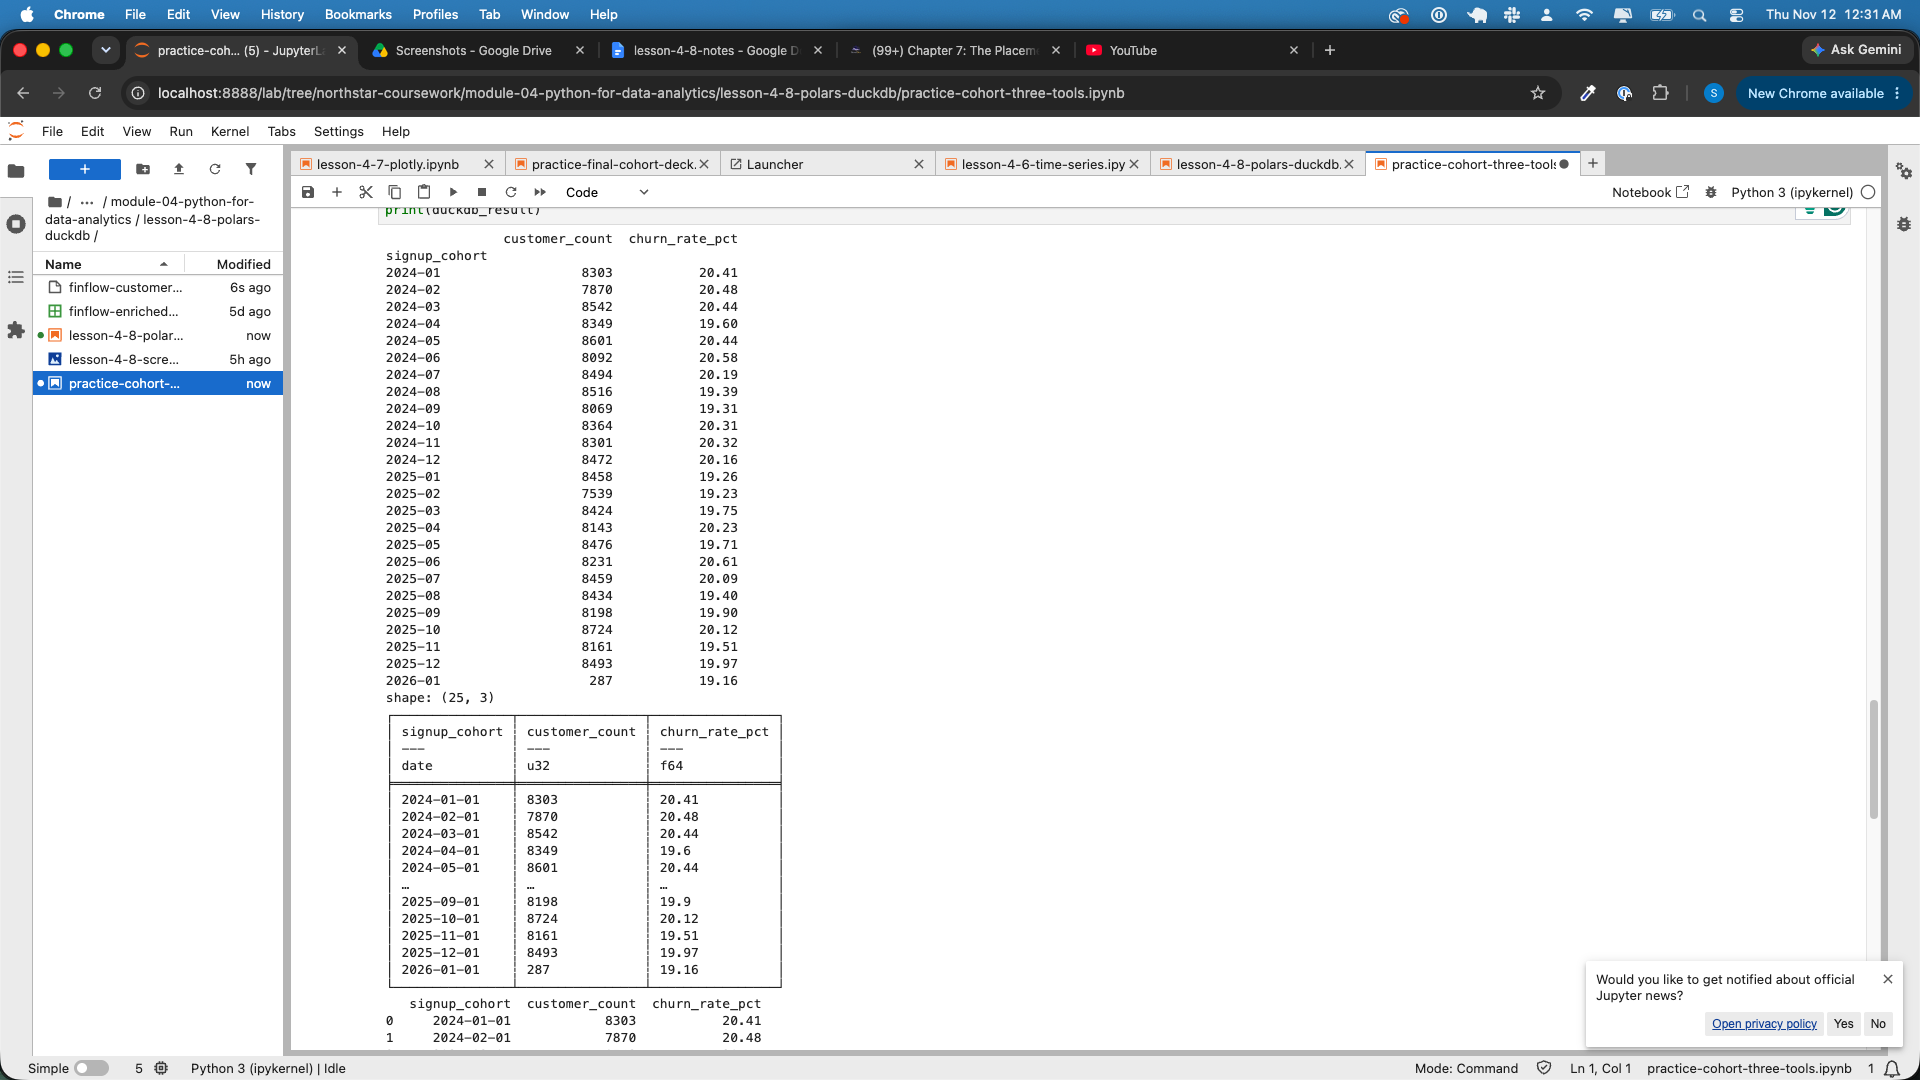 Chrome File Edit View History Bookmarks Profiles Tab Window Help Thu Nov 12 12:31 AM
practice-coh... (5) - JupyterL Screenshots - Google Drive lesson-4-8-notes - Google D (99+) Chapter 7: The Placem YouTube Ask Gemini
localhost:8888/lab/tree/northstar-coursework/module-04-python-for-data-analytics/lesson-4-8-polars-duckdb/practice-cohort-three-tools.ipynb S New Chrome available
File Edit View Run Kernel Tabs Settings Help
lesson-4-7-plotly.ipynb practice-final-cohort-deck. Launcher lesson-4-6-time-series.ipy lesson-4-8-polars-duckdb. practice-cohort-three-tools
Code Notebook Python 3 (ipykernel)
/ ... / module-04-python-for-
data-analytics / lesson-4-8-polars-
duckdb /
Name Modified
finflow-customer... 6s ago
finflow-enriched... 5d ago
lesson-4-8-polar... now
lesson-4-8-scre... 5h ago
practice-cohort-... now
print(duckdb_result)
customer_count churn_rate_pct
signup_cohort
2024-01 8303 20.41
2024-02 7870 20.48
2024-03 8542 20.44
2024-04 8349 19.60
2024-05 8601 20.44
2024-06 8092 20.58
2024-07 8494 20.19
2024-08 8516 19.39
2024-09 8069 19.31
2024-10 8364 20.31
2024-11 8301 20.32
2024-12 8472 20.16
2025-01 8458 19.26
2025-02 7539 19.23
2025-03 8424 19.75
2025-04 8143 20.23
2025-05 8476 19.71
2025-06 8231 20.61
2025-07 8459 20.09
2025-08 8434 19.40
2025-09 8198 19.90
2025-10 8724 20.12
2025-11 8161 19.51
2025-12 8493 19.97
2026-01 287 19.16
shape: (25, 3)
signup_cohort customer_count churn_rate_pct
--- --- ---
date u32 f64
2024-01-01 8303 20.41
2024-02-01 7870 20.48
2024-03-01 8542 20.44
2024-04-01 8349 19.6
2024-05-01 8601 20.44
… … …
2025-09-01 8198 19.9
2025-10-01 8724 20.12
2025-11-01 8161 19.51
2025-12-01 8493 19.97
2026-01-01 287 19.16
signup_cohort customer_count churn_rate_pct
0 2024-01-01 8303 20.41
1 2024-02-01 7870 20.48
Would you like to get notified about official
Jupyter news?
Open privacy policy Yes No
Simple 5 Python 3 (ipykernel) | Idle Mode: Command Ln 1, Col 1 practice-cohort-three-tools.ipynb 1